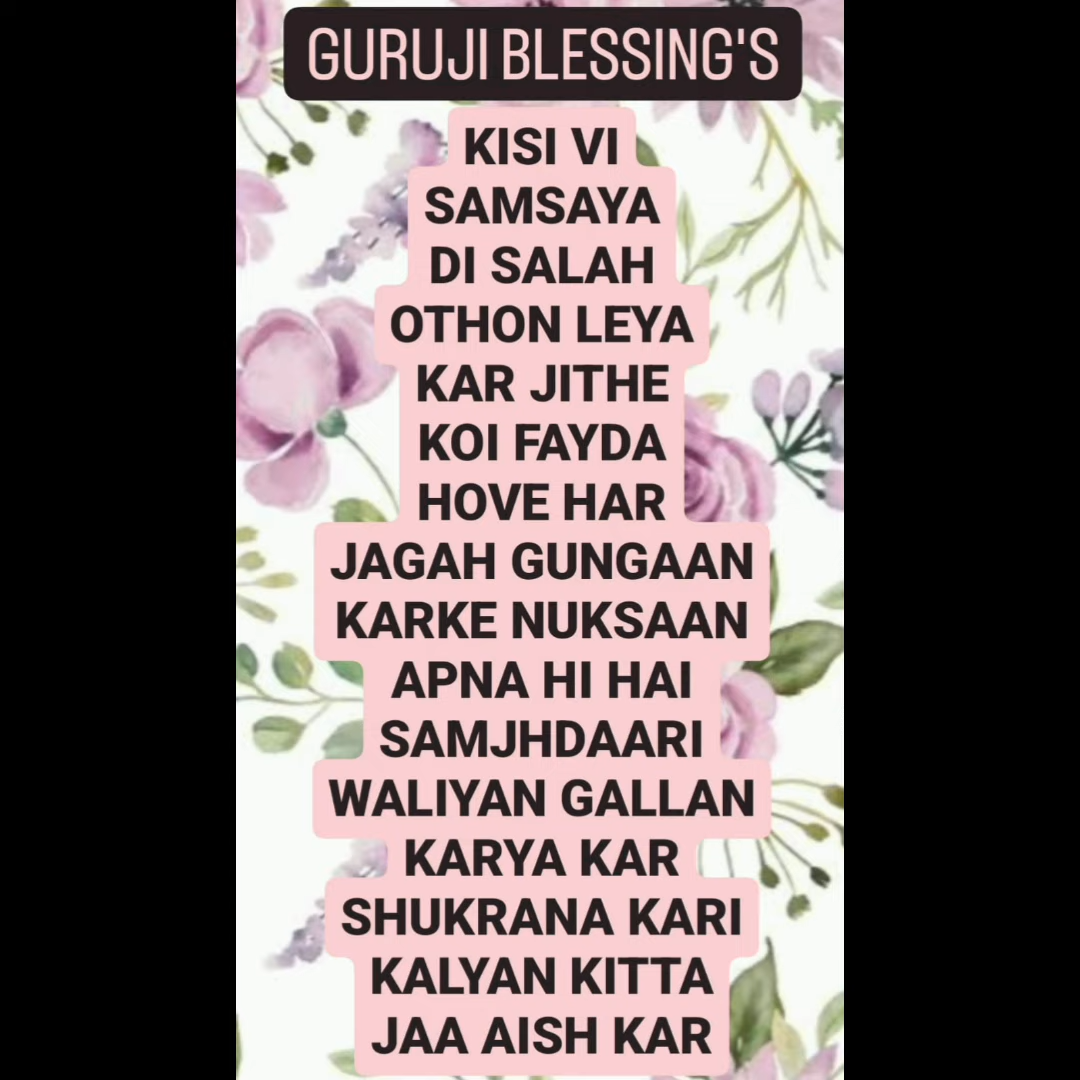 GURUJI BLESSING'S
KISI VI
SAMSAYA
DI SALAH
OTHON LEYA
KAR JITHE
KOI FAYDA
HOVE HAR
JAGAH GUNGAAN
KARKE NUKSAAN
APNA HI HAI
SAMJHDAARI
WALIYAN GALLAN
KARYA KAR
SHUKRANA KARI
KALYAN KITTA
JAA AISH KAR